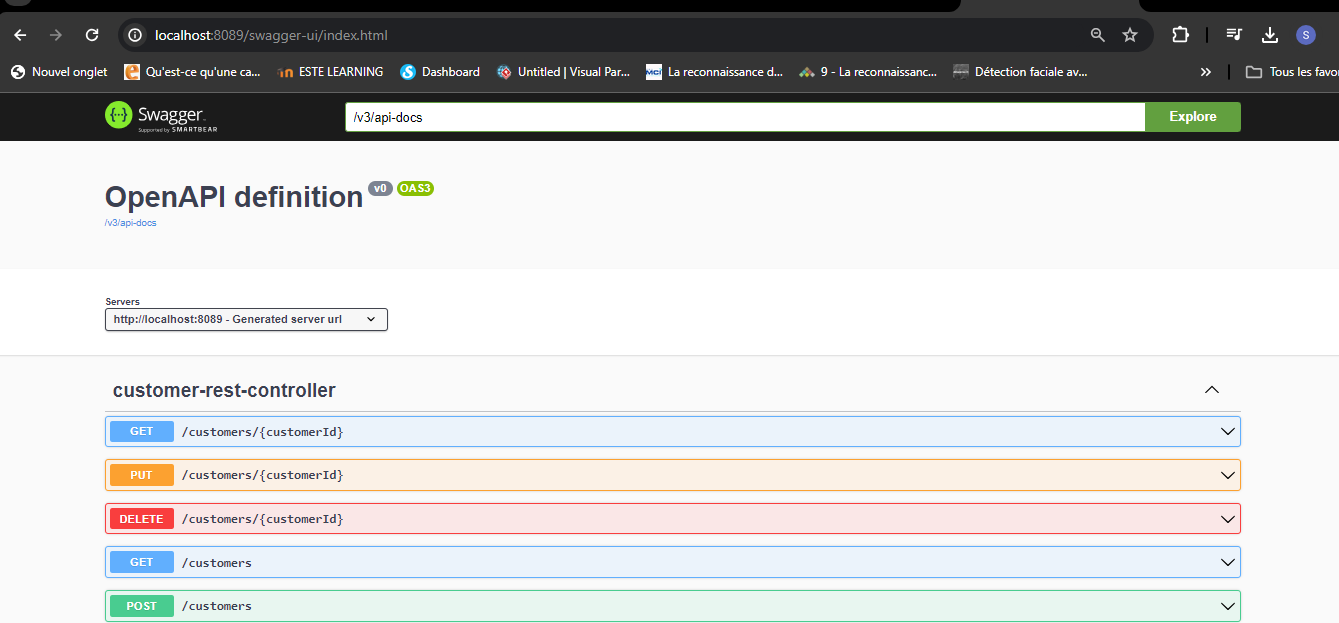 localhost:8089/swagger-ui/index.html
S
Nouvel onglet
Qu'est-ce qu'une ca...
ESTE LEARNING
Dashboard
Untitled | Visual Par...
MCI
La reconnaissance d...
9 - La reconnaissanc...
Détection faciale av...
Tous les favo
Swagger
Supported by SMARTBEAR
/v3/api-docs
Explore
OpenAPI definition v0 OAS3
/v3/api-docs
Servers
http://localhost:8089 - Generated server url
customer-rest-controller
GET /customers/{customerId}
PUT /customers/{customerId}
DELETE /customers/{customerId}
GET /customers
POST /customers